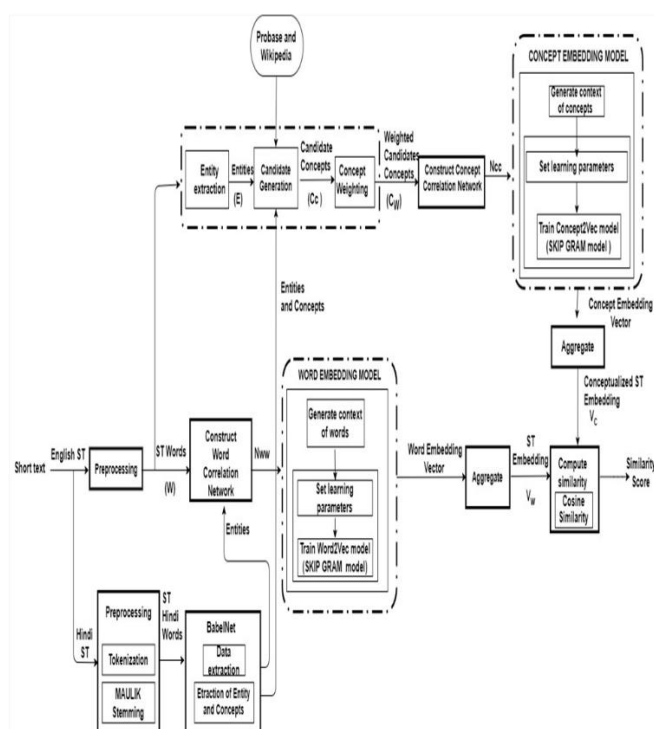 Probase and
Wikipedia
CONCEPT EMBEDDING MODEL
Generate context
of concepts
Set learning parameters
Train Concept2Vec model
(SKIP GRAM model )
Entity
extraction
Entities
(E)
Candidate
Generation
Candidate
Concepts
(Cc)
Concept
Weighting
Weighted
Candidates
Concepts
(CW)
Construct Concept
Correlation Network
Ncc
Concept Embedding
Vector
Aggregate
Conceptualized ST
Embedding
VC
Entities
and Concepts
WORD EMBEDDING MODEL
Generate context
of words
Set learning
parameters
Train Word2Vec model
(SKIP GRAM model)
Short text
English ST
Preprocessing
ST Words
(W)
Construct
Word
Correlation
Network
Nww
Word Embedding
Vector
Aggregate
ST
Embedding
Vw
Compute
similarity
Cosine
Similarity
Similarity
Score
Entities
Hindi
ST
Preprocessing
Tokenization
MAULIK
Stemming
ST
Hindi
Words
BabelNet
Data
extraction
Etraction of Entity
and Concepts